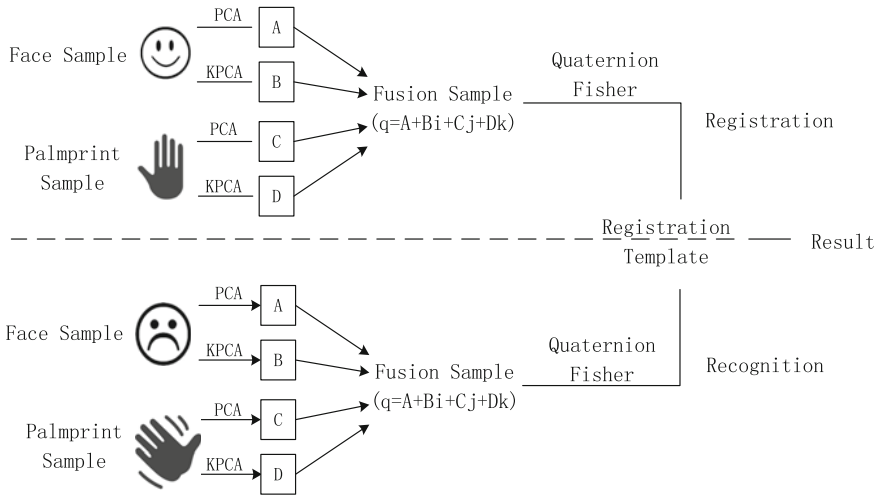 PCA
A
Face Sample
KPCA
B
Fusion Sample
(q=A+Bi+Cj+Dk)
Quaternion
Fisher
Registration
PCA
C
Palmprint
Sample
KPCA
D
Registration
Template
Result
PCA
A
Face Sample
KPCA
B
Fusion Sample
(q=A+Bi+Cj+Dk)
Quaternion
Fisher
Recognition
PCA
C
Palmprint
Sample
KPCA
D